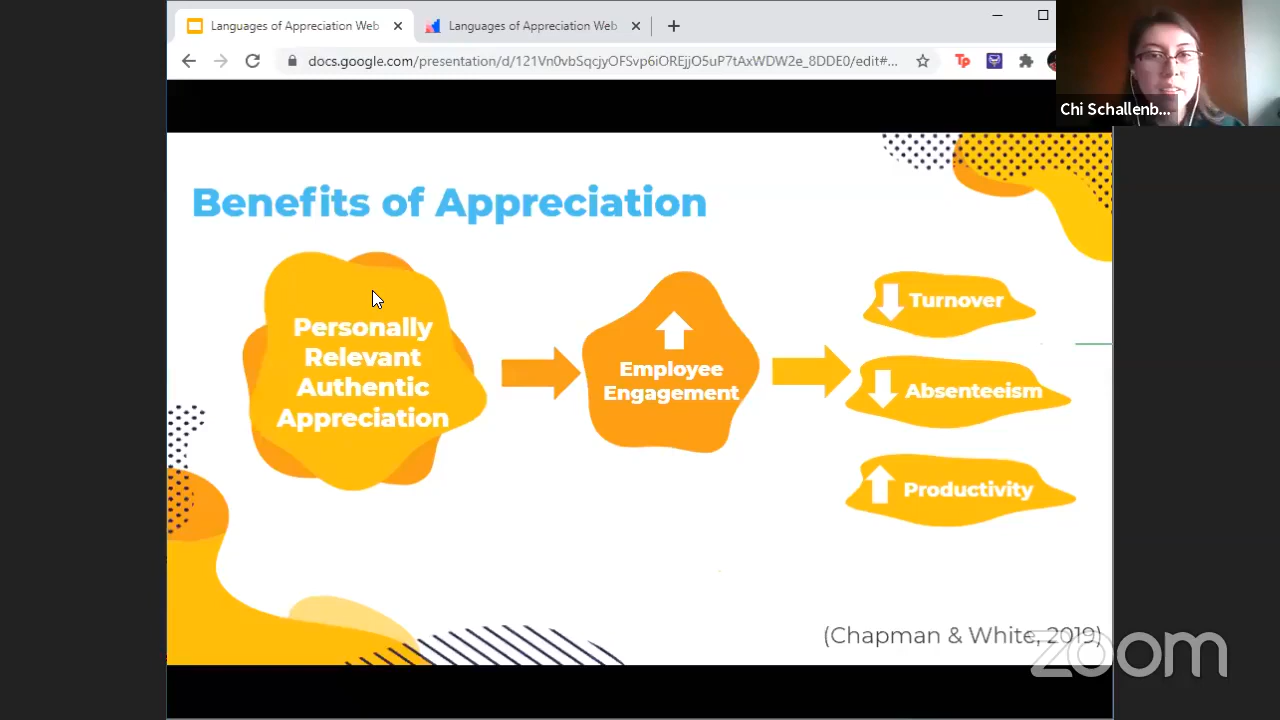 Languages of Appreciation Web
Languages of Appreciation Web
docs.google.com/presentation/d/121Vn0vbSqcjyOFSvp6iOREjjO5uP7tAxWDW2e_8DDE0/edit#...
Tp
Chi Schallenb...
Benefits of Appreciation
Personally
Relevant
Authentic
Appreciation
Employee
Engagement
Turnover
Absenteeism
Productivity
(Chapman & White, 2019)
zoom